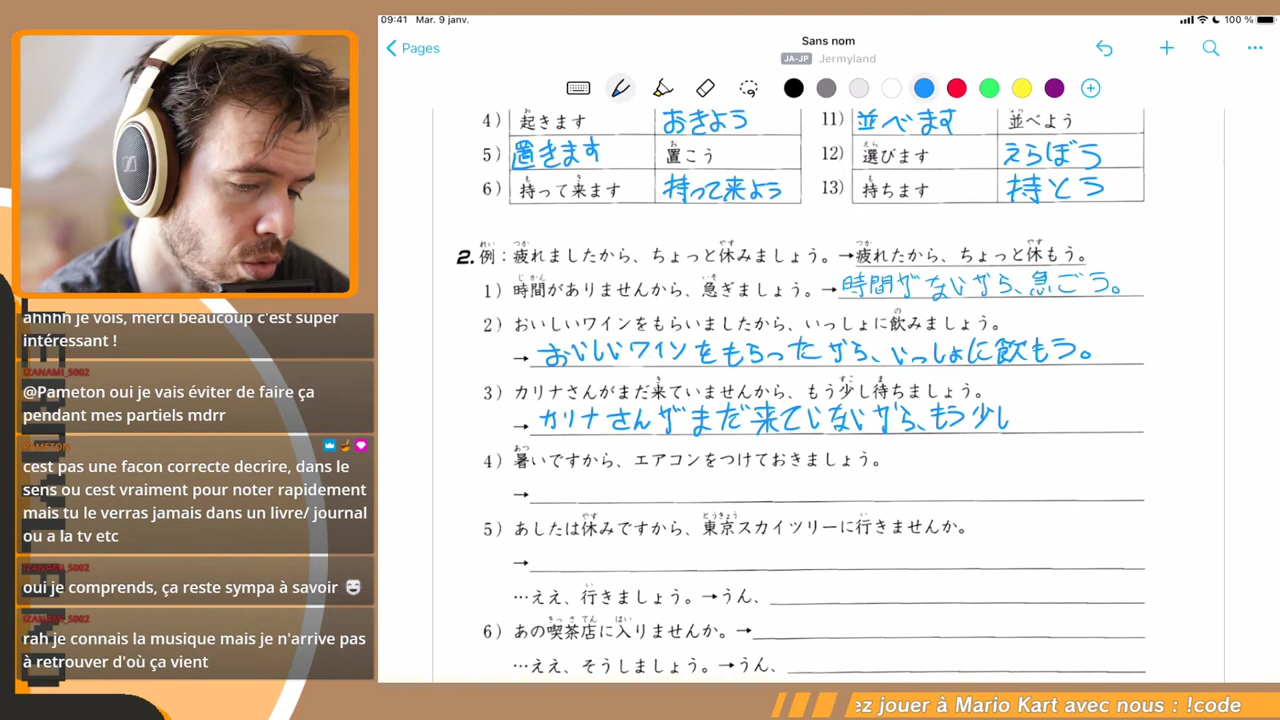 09:41 Mar. 9 janv.
100 %
Pages
Sans nom
JA-JP Jermyland
4) 起きます おきよう 11) 並べます 並べよう
5) 置きます 置こう 12) 選びます えらぼう
6) 持って来ます 持って来よう 13) 持ちます 持とう
2. 例：疲れましたから、ちょっと休みましょう。→疲れたから、ちょっと休もう。
1) 時間がありませんから、急ぎましょう。→時間がないから、急ごう。
2) おいしいワインをもらいましたから、いっしょに飲みましょう。
→おいしいワインをもらったから、いっしょに飲もう。
3) カリナさんがまだ来ていませんから、もう少し待ちましょう。
→カリナさんがまだ来ていないから、もう少し
4) 暑いですから、エアコンをつけておきましょう。
→
5) あしたは休みですから、東京スカイツリーに行きませんか。
→
…ええ、行きましょう。→うん、
6) あの喫茶店に入りませんか。→
…ええ、そうしましょう。→うん、
ahhhh je vois, merci beaucoup c'est super
intéressant !
IZANAMI_5002
@Pameton oui je vais éviter de faire ça
pendant mes partiels mdrr
PAMETON
cest pas une facon correcte decrire, dans le
sens ou cest vraiment pour noter rapidement
mais tu le verras jamais dans un livre/ journal
ou a la tv etc
IZANAMI_5002
oui je comprends, ça reste sympa à savoir
IZANAMI_5002
rah je connais la musique mais je n'arrive pas
à retrouver d'où ça vient
ez jouer à Mario Kart avec nous : !code